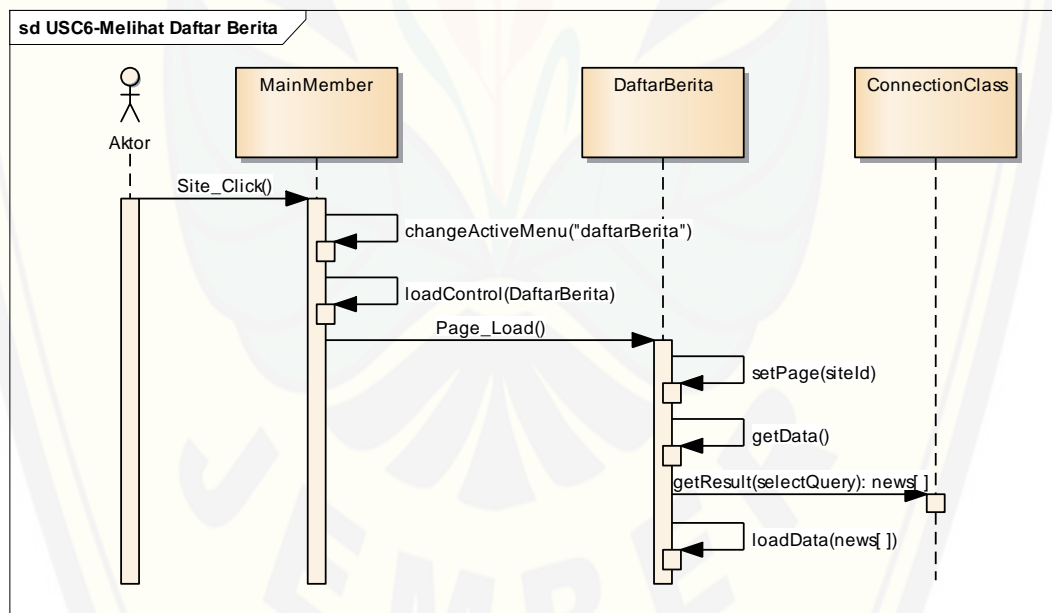 sd USC6-Melihat Daftar Berita
MainMember
DaftarBerita
ConnectionClass
Aktor
Site_Click()
changeActiveMenu("daftarBerita")
loadControl(DaftarBerita)
Page_Load()
setPage(siteId)
getData()
getResult(selectQuery): news[ ]
loadData(news[ ])
JEMBER